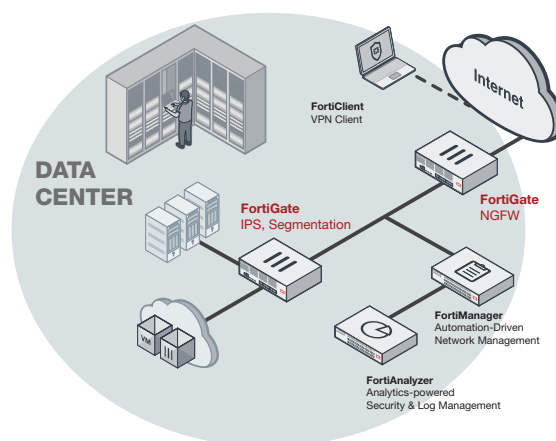 FortiClient
VPN Client
Internet
DATA
CENTER
FortiGate
IPS, Segmentation
FortiGate
NGFW
VM
FortiManager
Automation-Driven
Network Management
FortiAnalyzer
Analytics-powered
Security & Log Management